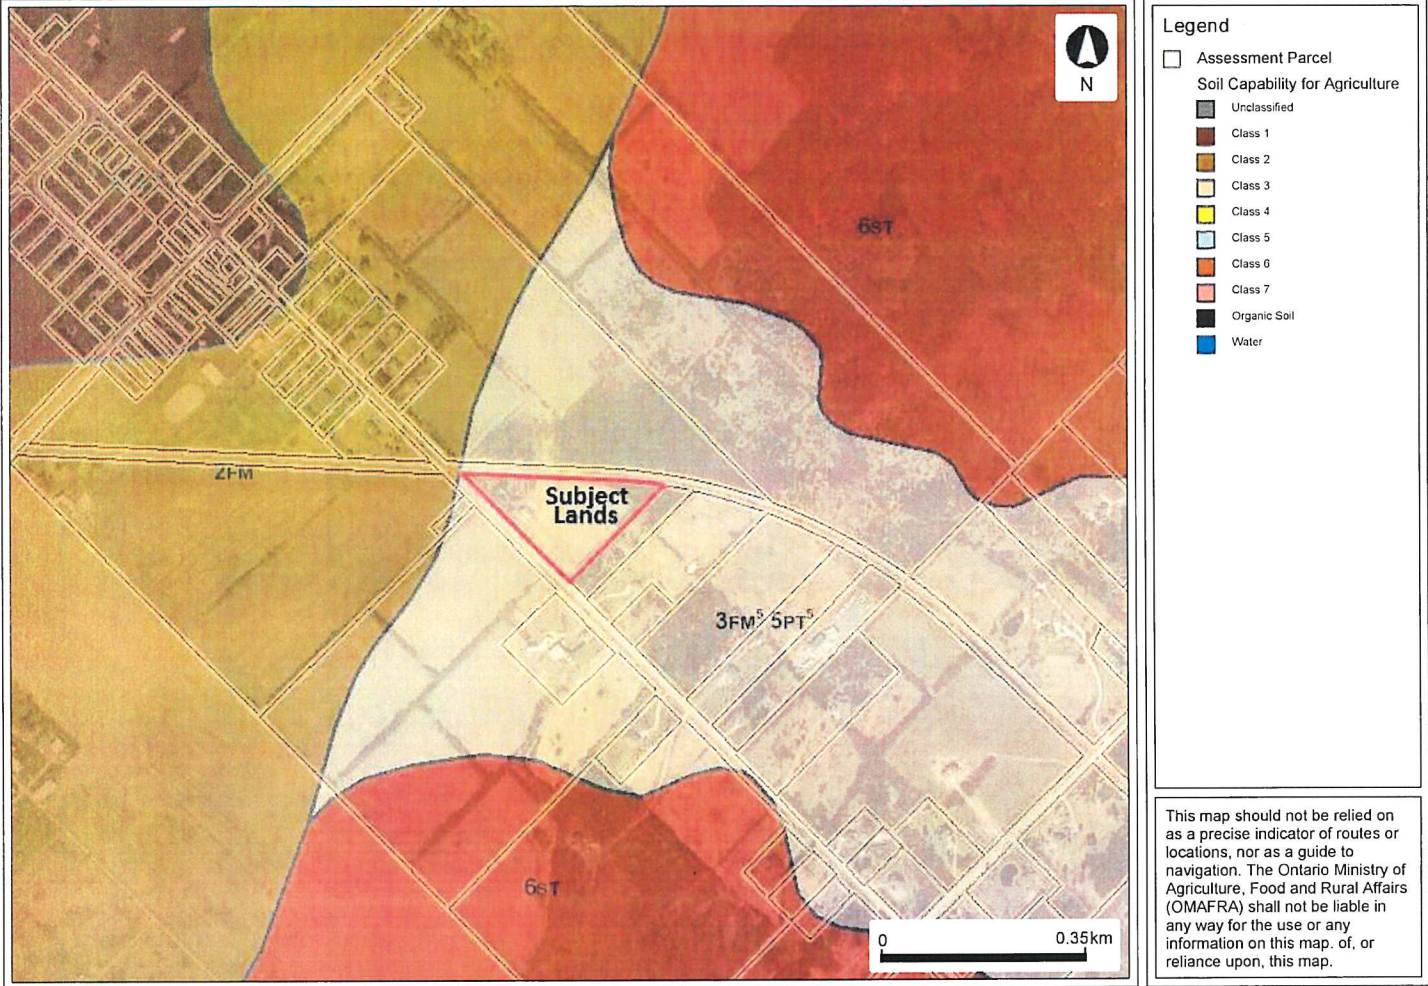 N
6ST
2FM
Subject
Lands
3FM⁵ 5PT⁵
6ST
0 0.35km
Legend
Assessment Parcel
Soil Capability for Agriculture
Unclassified
Class 1
Class 2
Class 3
Class 4
Class 5
Class 6
Class 7
Organic Soil
Water
This map should not be relied on
as a precise indicator of routes or
locations, nor as a guide to
navigation. The Ontario Ministry of
Agriculture, Food and Rural Affairs
(OMAFRA) shall not be liable in
any way for the use or any
information on this map. of, or
reliance upon, this map.